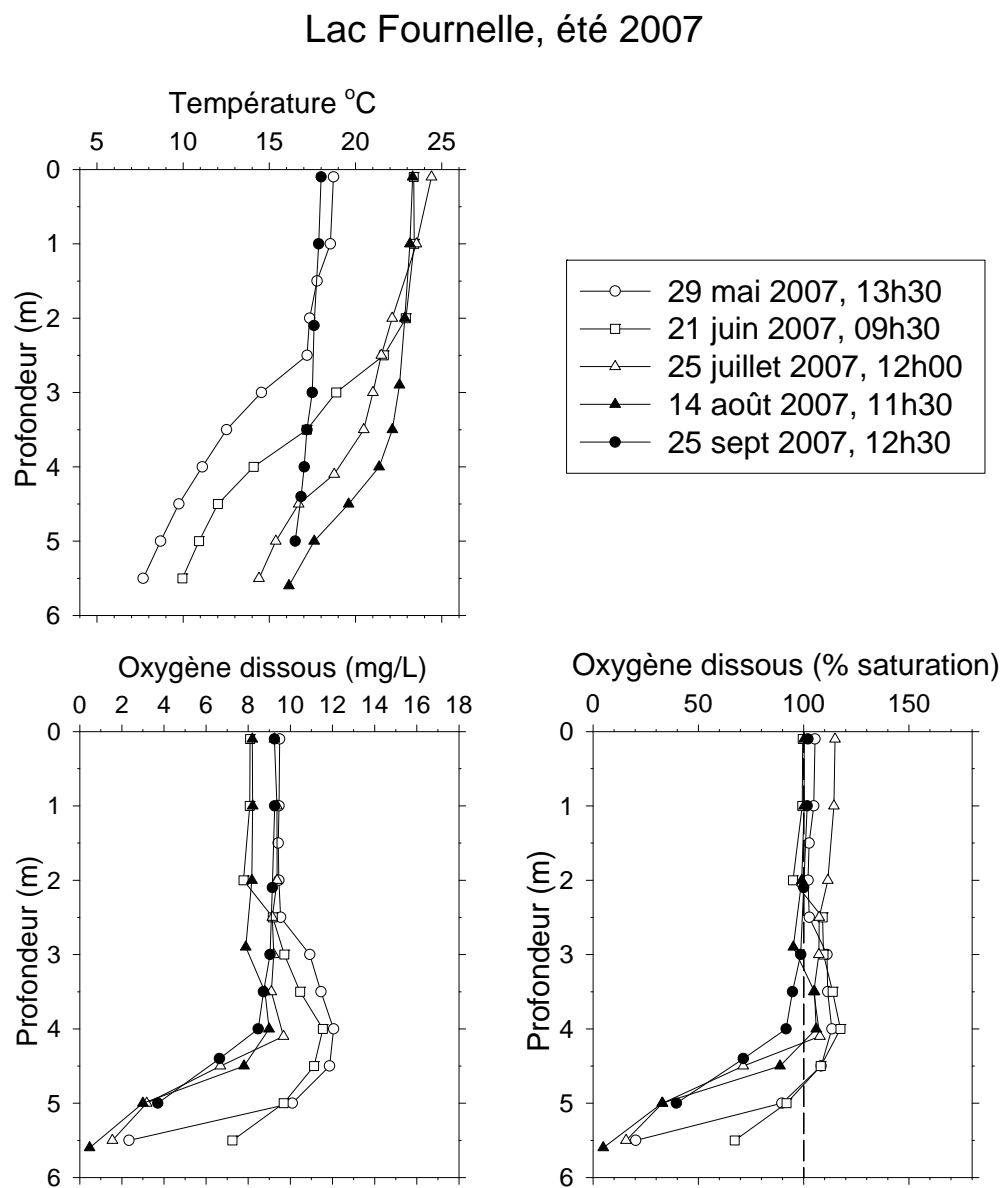 Lac Fournelle, été 2007
Température °C
5 10 15 20 25
0
1
2
3
4
5
6
Profondeur (m)
29 mai 2007, 13h30
21 juin 2007, 09h30
25 juillet 2007, 12h00
14 août 2007, 11h30
25 sept 2007, 12h30
Oxygène dissous (mg/L)
0 2 4 6 8 10 12 14 16 18
0
1
2
3
4
5
6
Profondeur (m)
Oxygène dissous (% saturation)
0 50 100 150
0
1
2
3
4
5
6
Profondeur (m)